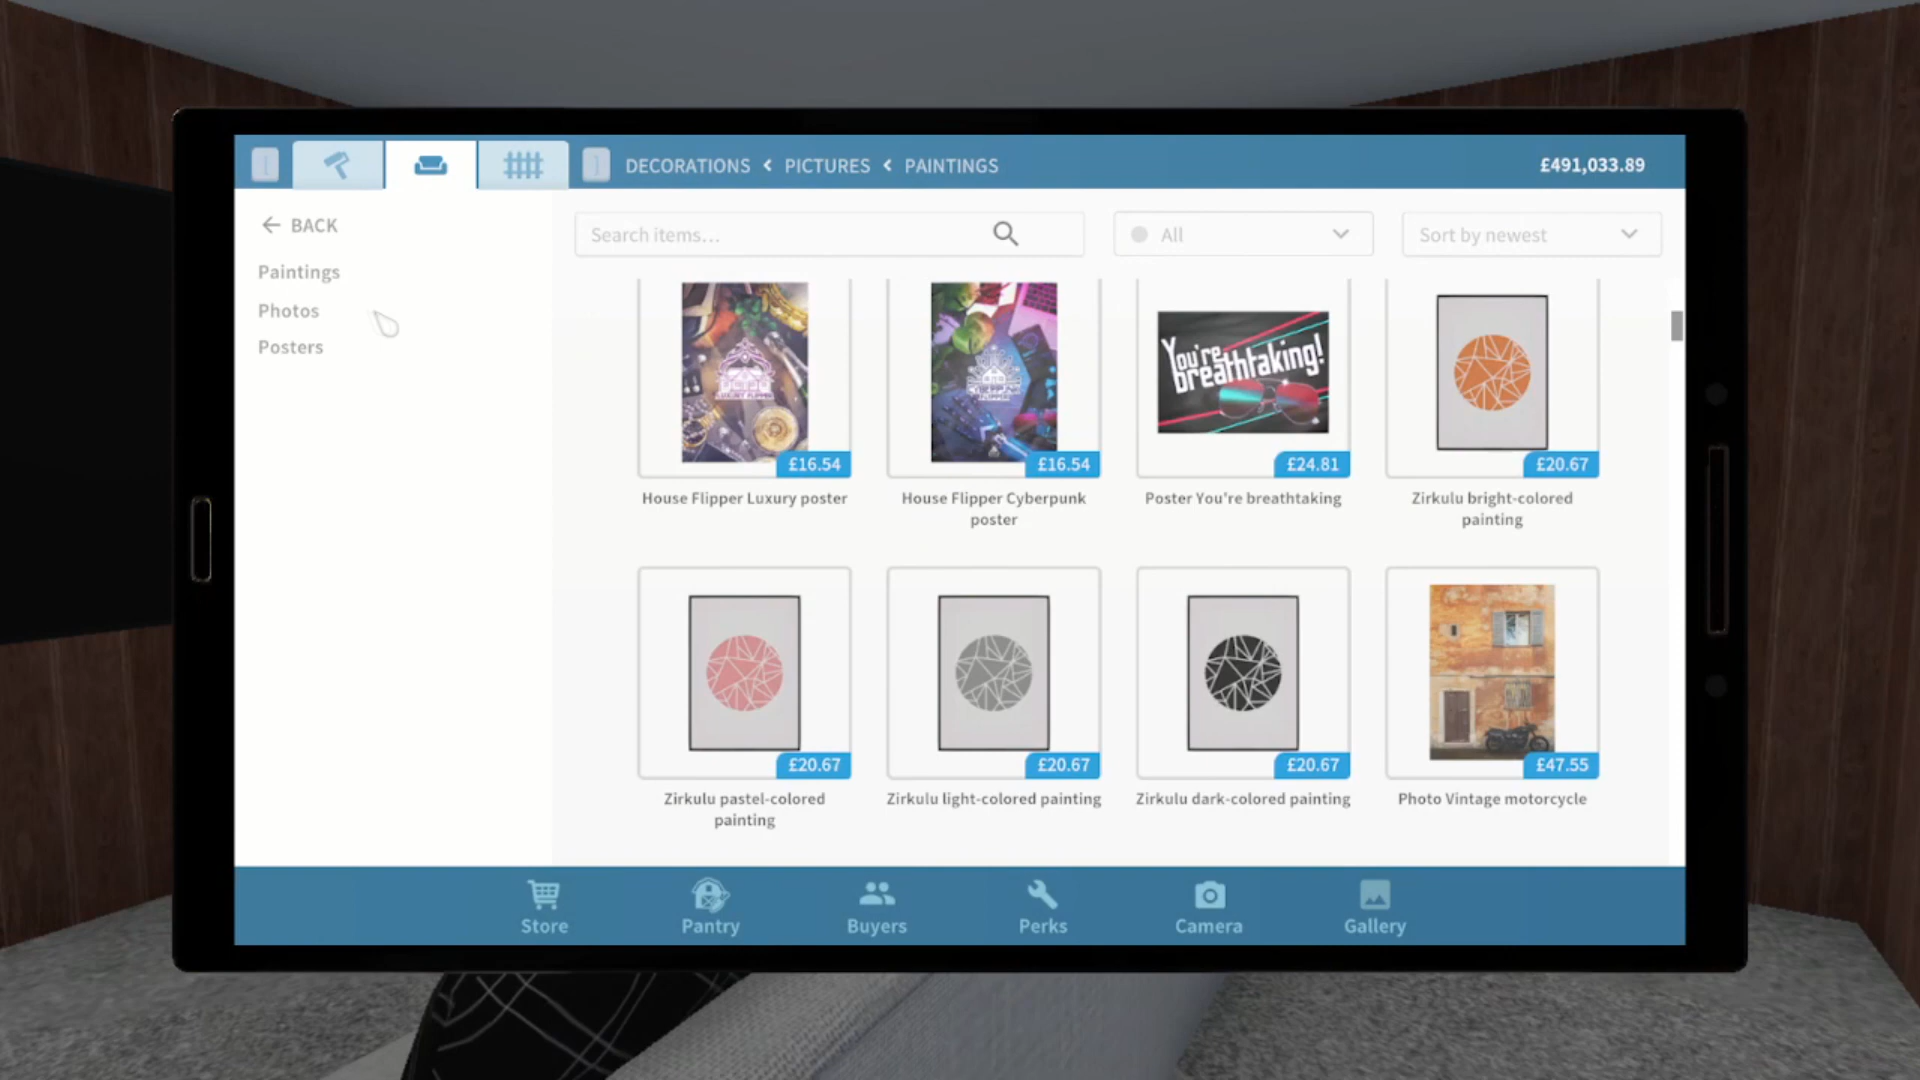 DECORATIONS < PICTURES < PAINTINGS
£491,033.89
BACK
Paintings
Photos
Posters
Search items...
All
Sort by newest
LUXURY FLIPPER
You're breathtaking!
£16.54
£16.54
£24.81
£20.67
House Flipper Luxury poster
House Flipper Cyberpunk
poster
Poster You're breathtaking
Zirkulu bright-colored
painting
£20.67
£20.67
£20.67
£47.55
Zirkulu pastel-colored
painting
Zirkulu light-colored painting
Zirkulu dark-colored painting
Photo Vintage motorcycle
Store
Pantry
Buyers
Perks
Camera
Gallery